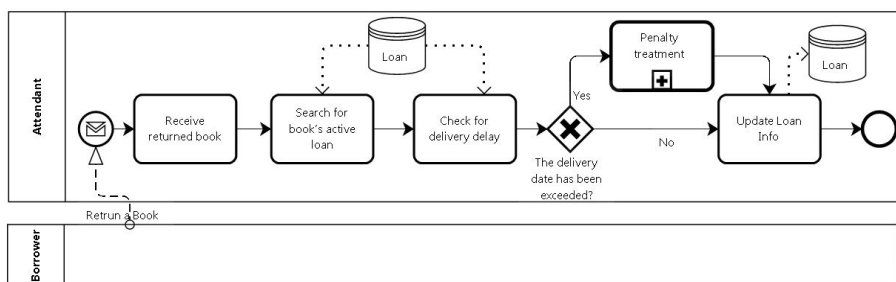 Attendant
Receive
returned book
Search for
book's active
loan
Loan
Check for
delivery delay
Yes
The delivery
date has been
exceeded?
Penalty
treatment
No
Update Loan
Info
Loan
Retrun a Book
Borrower